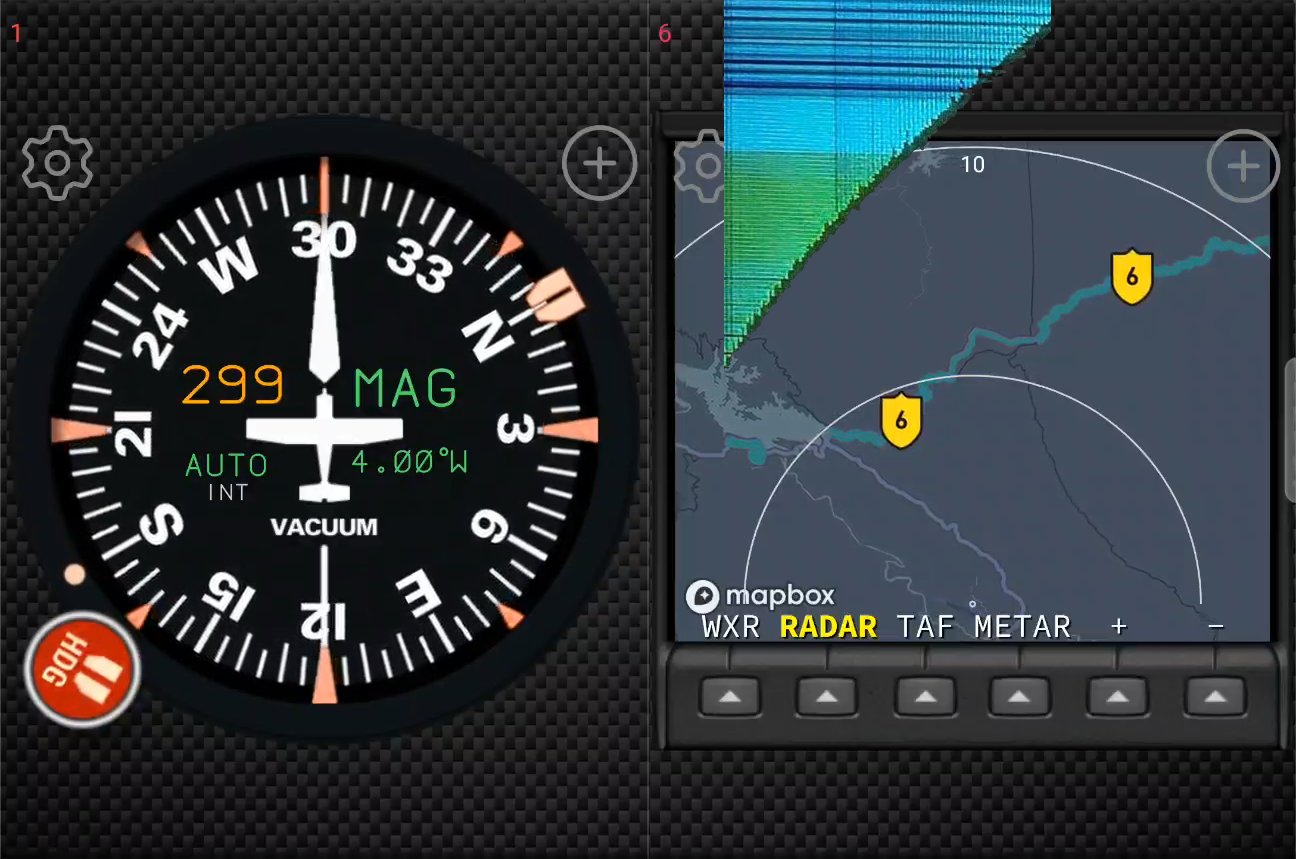 1
30
33
N
3
6
E
12
15
S
21
24
W
299 MAG
AUTO 4.00°W
INT
VACUUM
HDG
6
10
6
6
mapbox
WXR RADAR TAF METAR + -